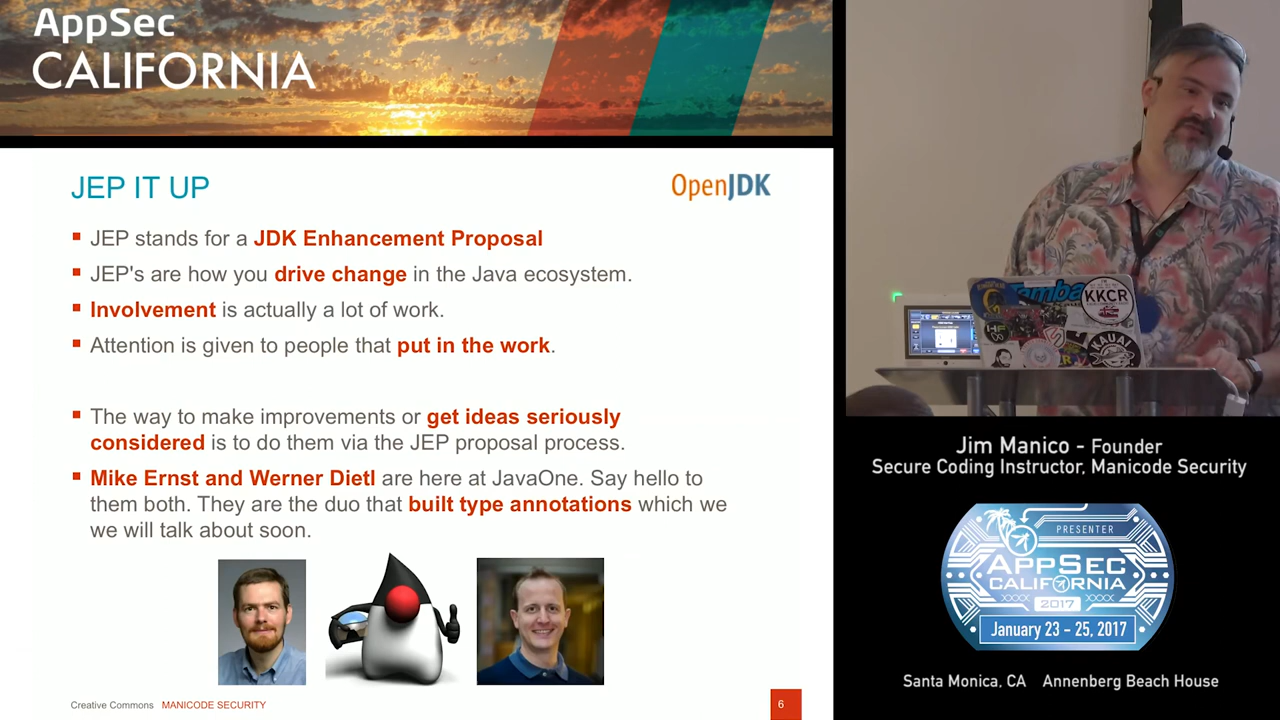 AppSec
CALIFORNIA
JEP IT UP
OpenJDK
JEP stands for a JDK Enhancement Proposal
JEP's are how you drive change in the Java ecosystem.
Involvement is actually a lot of work.
Attention is given to people that put in the work.
The way to make improvements or get ideas seriously
considered is to do them via the JEP proposal process.
Mike Ernst and Werner Dietl are here at JavaOne. Say hello to
them both. They are the duo that built type annotations which we
we will talk about soon.
Creative Commons MANICODE SECURITY
6
KKCR
KAUAI
Jim Manico - Founder
Secure Coding Instructor, Manicode Security
PRESENTER
APPSEC
CALIFORNIA
2017
January 23 - 25, 2017
Santa Monica, CA Annenberg Beach House